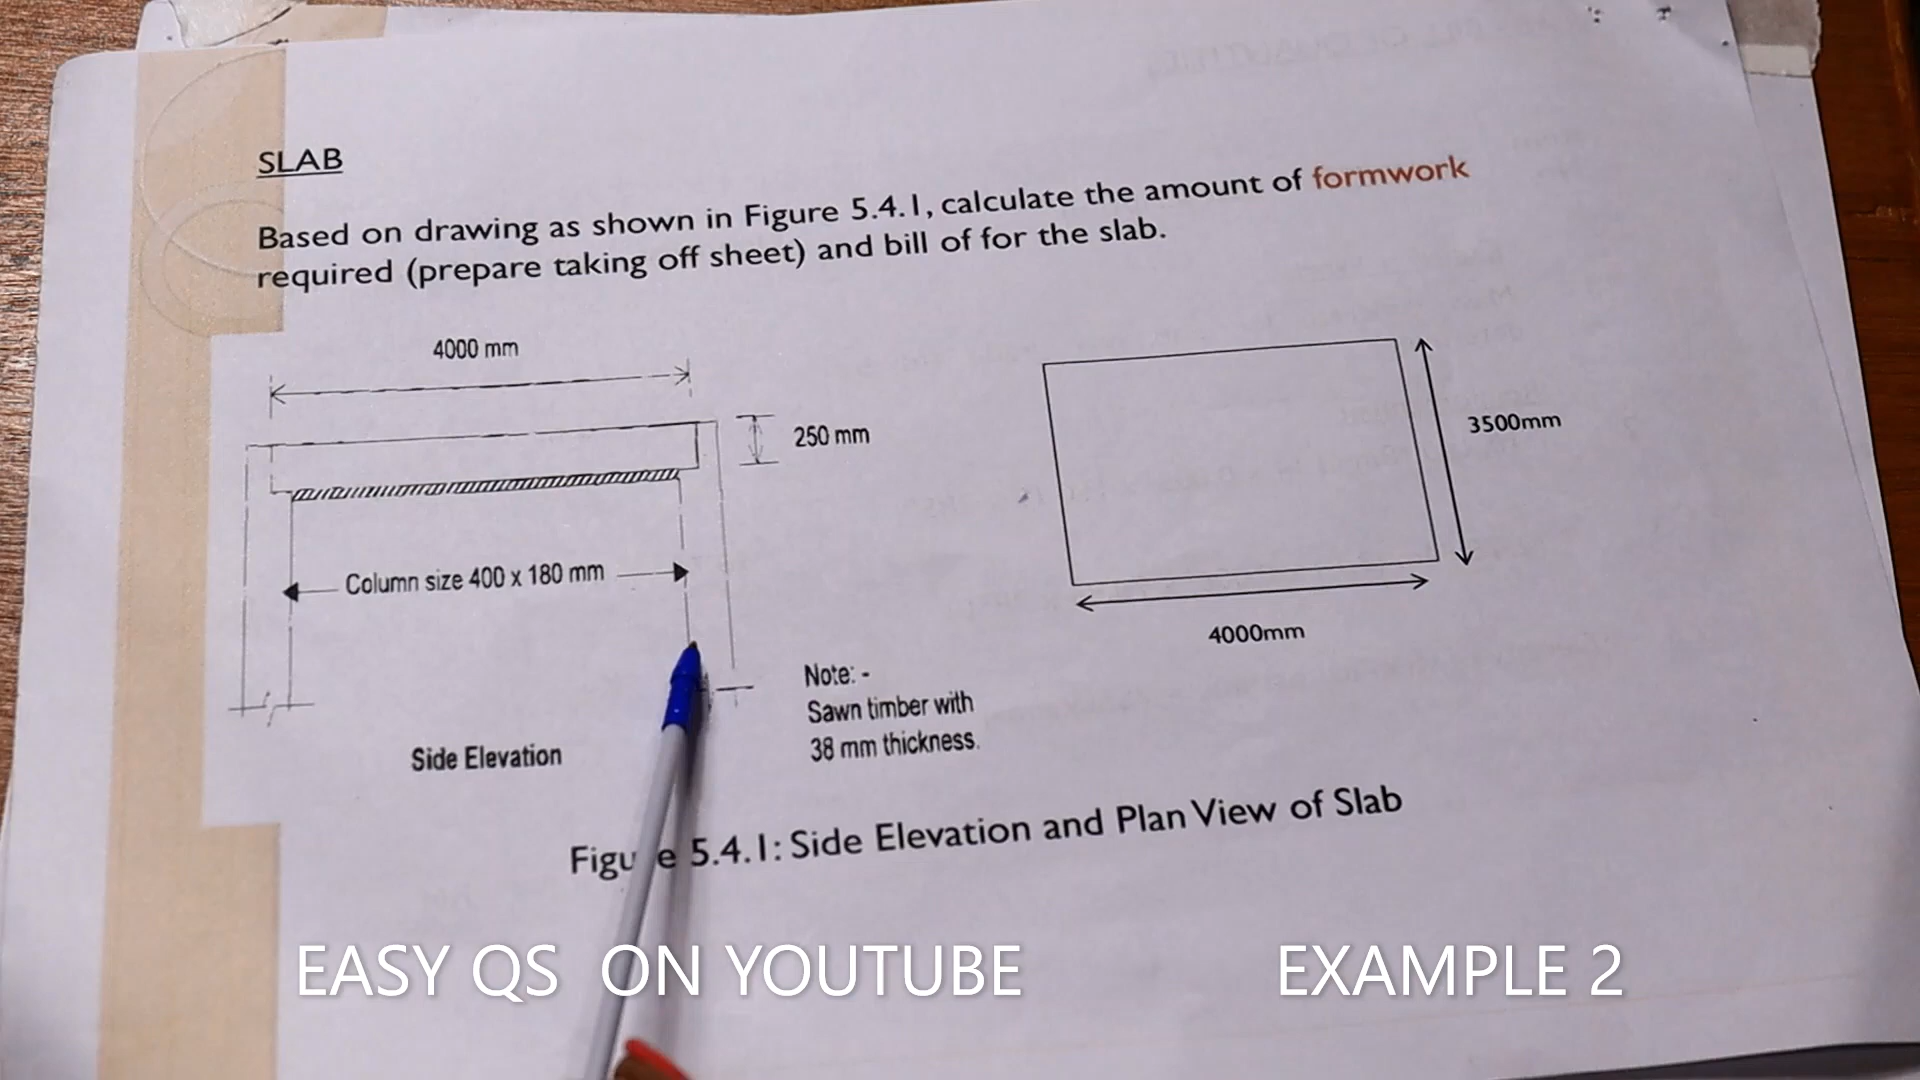 SLAB
Based on drawing as shown in Figure 5.4.1, calculate the amount of formwork
required (prepare taking off sheet) and bill of for the slab.
4000 mm
250 mm
Column size 400 x 180 mm
Side Elevation
3500mm
4000mm
Note: -
Sawn timber with
38 mm thickness.
Figu e 5.4.1: Side Elevation and Plan View of Slab
EASY QS ON YOUTUBE
EXAMPLE 2